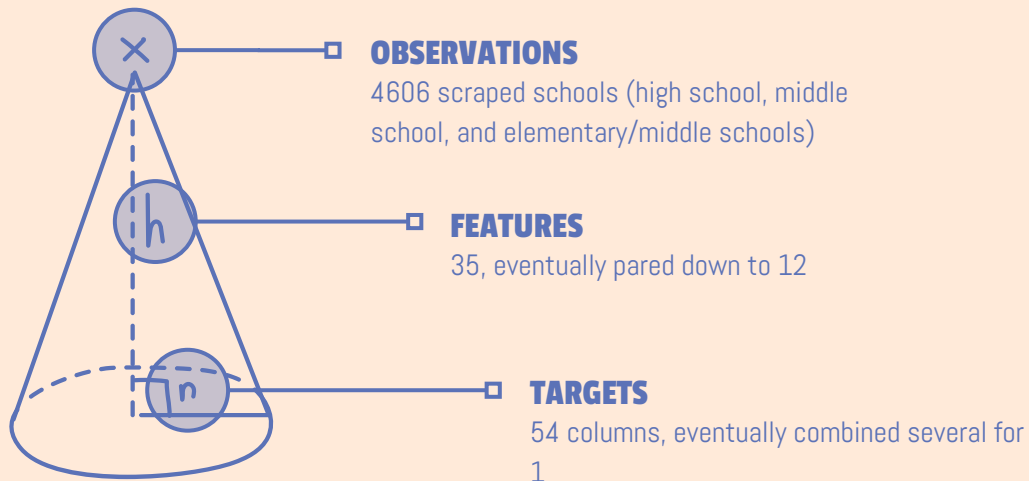 ×
OBSERVATIONS
4606 scraped schools (high school, middle
school, and elementary/middle schools)
h
FEATURES
35, eventually pared down to 12
n
TARGETS
54 columns, eventually combined several for
1